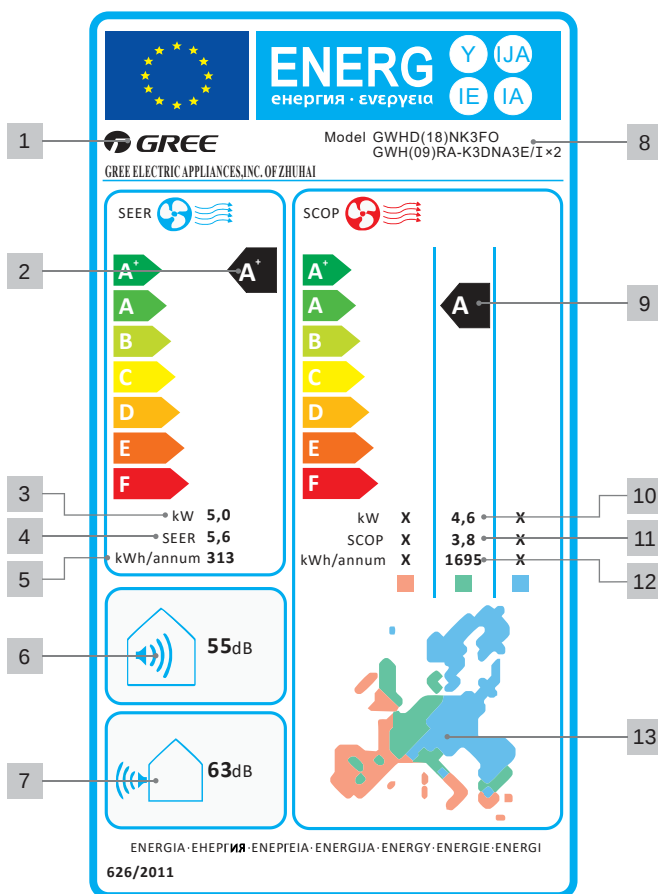 ENERG
енергия · ενεργεια
Y
IJA
IE
IA
1
GREE
Model GWHD(18)NK3FO
GWH(09)RA-K3DNA3E/I×2
8
GREE ELECTRIC APPLIANCES,INC. OF ZHUHAI
SEER
2
A+
A+
A
B
C
D
E
F
3
kW 5,0
4
SEER 5,6
5
kWh/annum 313
SCOP
A+
A
A
9
B
C
D
E
F
kW X 4,6 X
10
SCOP X 3,8 X
11
kWh/annum X 1695 X
12
6
55dB
7
63dB
13
ENERGIA·ЕНЕРГИЯ·ΕΝΕΡΓΕΙΑ·ENERGIJA·ENERGY·ENERGIE·ENERGI
626/2011